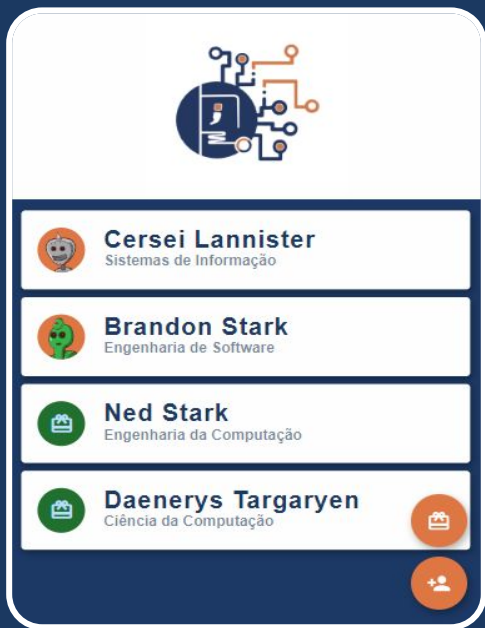 Cersei Lannister
Sistemas de Informação
Brandon Stark
Engenharia de Software
Ned Stark
Engenharia da Computação
Daenerys Targaryen
Ciência da Computação